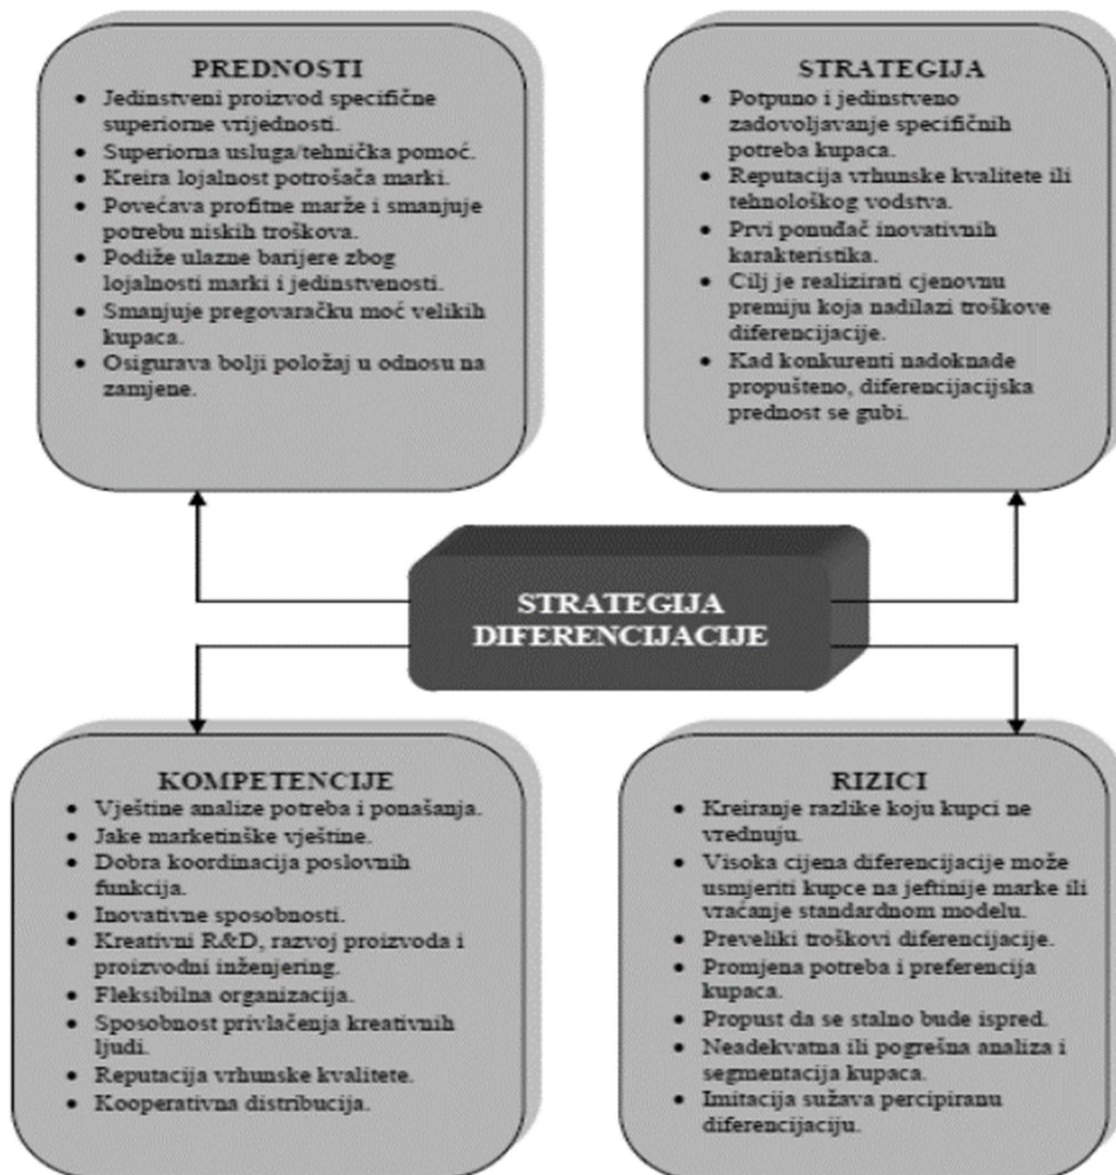 PREDNOSTI
• Jedinstveni proizvod specifične
superiorne vrijednosti.
• Superiorna usluga/tehnička pomoć.
• Kreira lojalnost potrošača marki.
• Povećava profitne marže i smanjuje
potrebu niskih troškova.
• Podiže ulazne barijere zbog
lojalnosti marki i jedinstvenosti.
• Smanjuje pregovaračku moć velikih
kupaca.
• Osigurava bolji položaj u odnosu na
zamjene.
STRATEGIJA
• Potpuno i jedinstveno
zadovoljavanje specifičnih
potreba kupaca.
• Reputacija vrhunske kvalitete ili
tehnološkog vodstva.
• Prvi ponuđač inovativnih
karakteristika.
• Cilj je realizirati cjenovnu
premiju koja nadilazi troškove
diferencijacije.
• Kad konkurenti nadoknade
propušteno, diferencijacijska
prednost se gubi.
STRATEGIJA
DIFERENCIJACIJE
KOMPETENCIJE
• Vještine analize potreba i ponašanja.
• Jake marketinške vještine.
• Dobra koordinacija poslovnih
funkcija.
• Inovativne sposobnosti.
• Kreativni R&D, razvoj proizvoda i
proizvodni inženjering.
• Fleksibilna organizacija.
• Sposobnost privlačenja kreativnih
ljudi.
• Reputacija vrhunske kvalitete.
• Kooperativna distribucija.
RIZICI
• Kreiranje razlike koju kupci ne
vrednuju.
• Visoka cijena diferencijacije može
usmjeriti kupce na jeftinije marke ili
vraćanje standardnom modelu.
• Preveliki troškovi diferencijacije.
• Promjena potreba i preferencija
kupaca.
• Propust da se stalno bude ispred.
• Neadekvatna ili pogrešna analiza i
segmentacija kupaca.
• Imitacija sužava percipiranu
diferencijaciju.